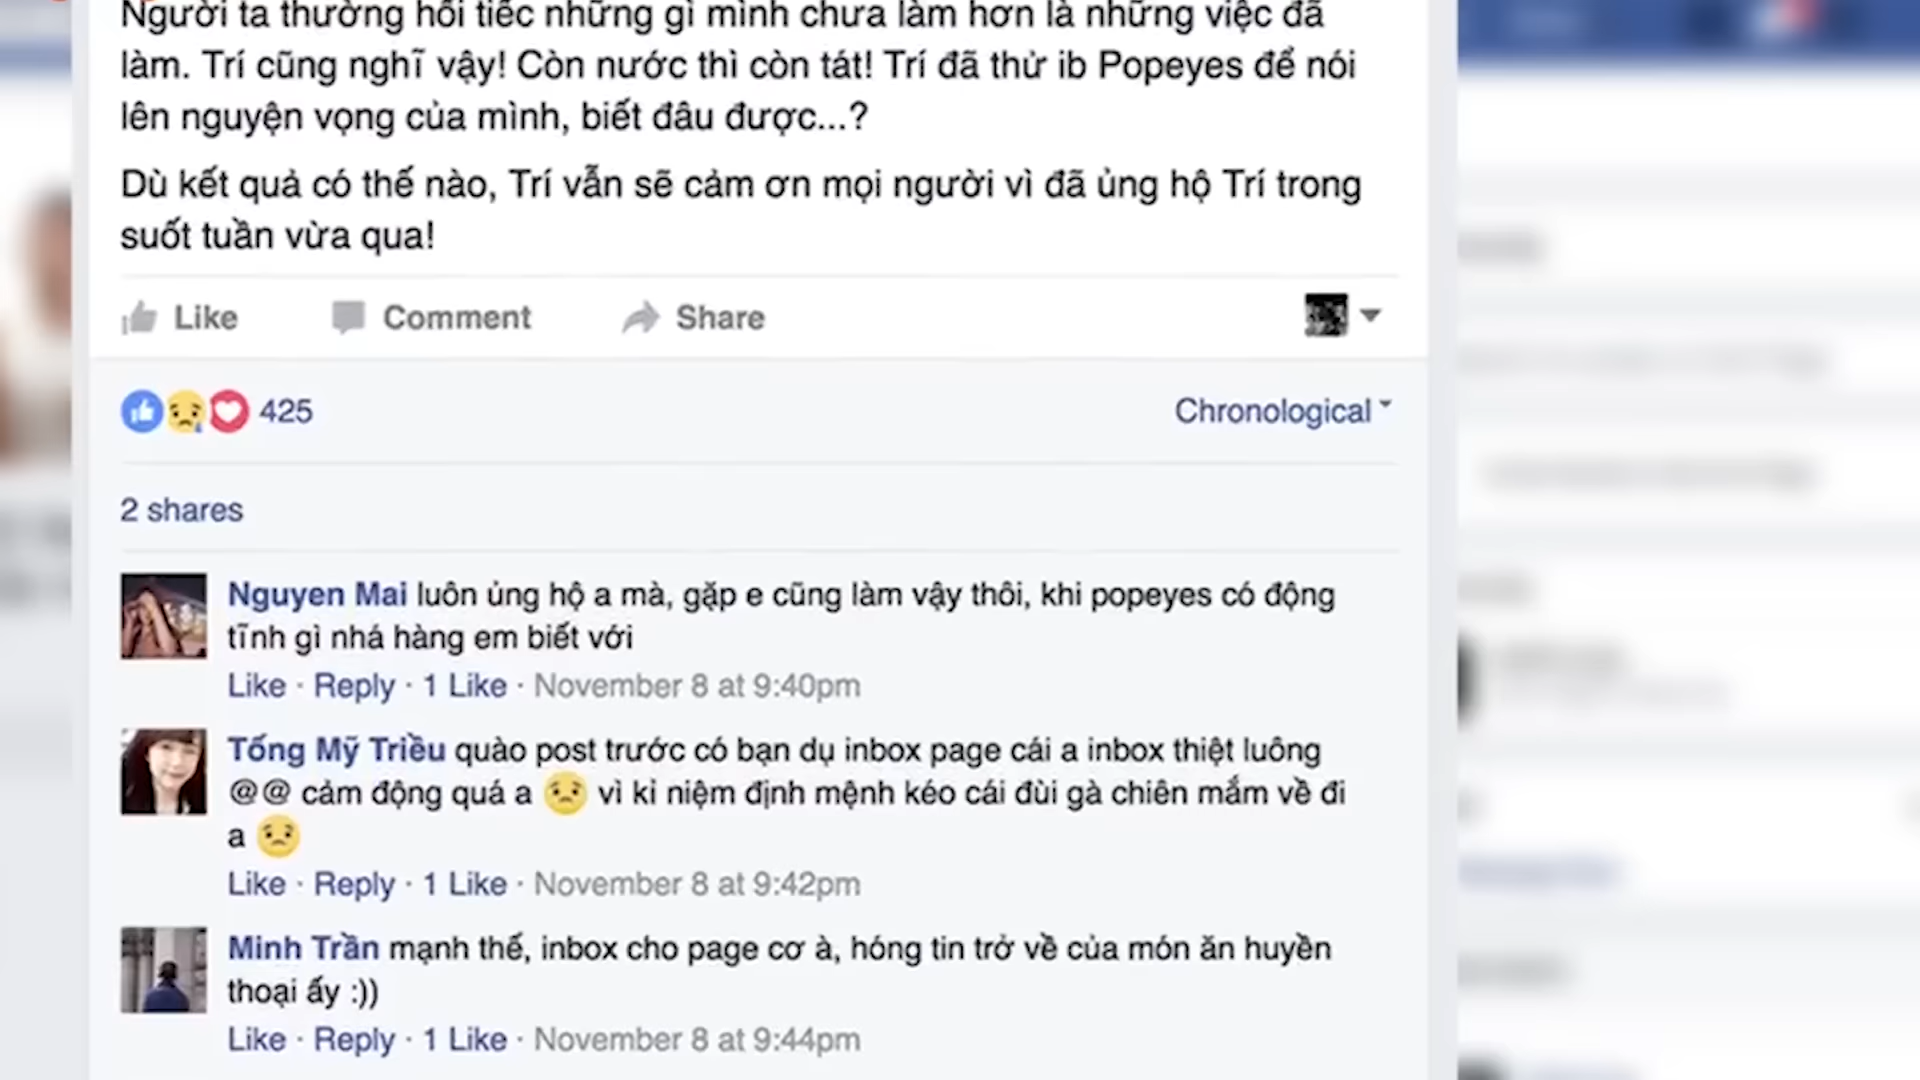 Người ta thường hối tiếc những gì mình chưa làm hơn là những việc đã
làm. Trí cũng nghĩ vậy! Còn nước thì còn tát! Trí đã thử ib Popeyes để nói
lên nguyện vọng của mình, biết đâu được...?
Dù kết quả có thế nào, Trí vẫn sẽ cảm ơn mọi người vì đã ủng hộ Trí trong
suốt tuần vừa qua!
Like Comment Share
425 Chronological
2 shares
Nguyen Mai luôn ủng hộ a mà, gặp e cũng làm vậy thôi, khi popeyes có động
tĩnh gì nhá hàng em biết với
Like · Reply · 1 Like · November 8 at 9:40pm
Tống Mỹ Triều quào post trước có bạn dụ inbox page cái a inbox thiệt luông
@@ cảm động quá a 😟 vì kỉ niệm định mệnh kéo cái đùi gà chiên mắm về đi
a 😟
Like · Reply · 1 Like · November 8 at 9:42pm
Minh Trần mạnh thế, inbox cho page cơ à, hóng tin trở về của món ăn huyền
thoại ấy :))
Like · Reply · 1 Like · November 8 at 9:44pm